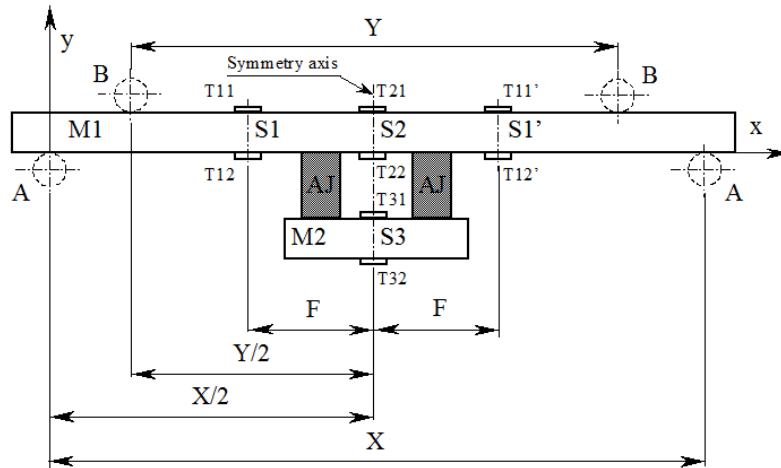 y
Y
B
Symmetry axis
B
T11
T21
T11’
A
M1
S1
S2
S1’
x
A
T12
AJ
T22
AJ
T12’
T31
M2
S3
T32
F
F
Y/2
X/2
X